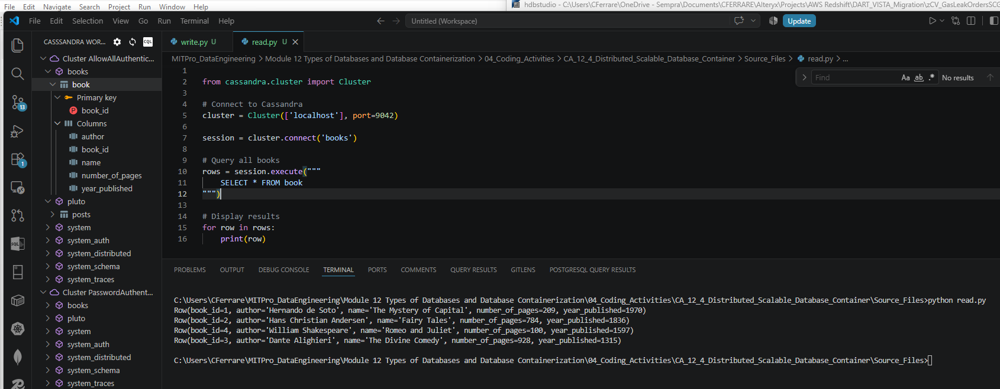 File Edit Navigate Search Project Run Window Help
hdbstudio - C:\Users\CFerrare\OneDrive - Sempra\Documents\CFERRARE\Alteryx\Projects\AWS Redshift\DART_VISTA_Migration\zCV_GasLeakOrdersSCG
File Edit Selection View Go Run Terminal Help
Untitled (Workspace)
Update
CASSSANDRA WOR... CQL
write.py U
read.py U
MITPro_DataEngineering > Module 12 Types of Databases and Database Containerization > 04_Coding_Activities > CA_12_4_Distributed_Scalable_Database_Container > Source_Files > read.py > ...
Find
Aa ab .* No results
Cluster AllowAllAuthentic...
books
book
Primary key
P book_id
Columns
author
book_id
name
number_of_pages
year_published
pluto
posts
system
system_auth
system_distributed
system_schema
system_traces
Cluster PasswordAuthent...
books
pluto
system
system_auth
system_distributed
system_schema
system_traces
13
1
SQL
1
2 from cassandra.cluster import Cluster
3
4 # Connect to Cassandra
5 cluster = Cluster(['localhost'], port=9042)
6
7 session = cluster.connect('books')
8
9 # Query all books
10 rows = session.execute("""
11 SELECT * FROM book
12 """)
13
14 # Display results
15 for row in rows:
16 print(row)
PROBLEMS OUTPUT DEBUG CONSOLE TERMINAL PORTS COMMENTS QUERY RESULTS GITLENS POSTGRESQL QUERY RESULTS
C:\Users\CFerrare\MITPro_DataEngineering\Module 12 Types of Databases and Database Containerization\04_Coding_Activities\CA_12_4_Distributed_Scalable_Database_Container\Source_Files>python read.py
Row(book_id=1, author='Hernando de Soto', name='The Mystery of Capital', number_of_pages=209, year_published=1970)
Row(book_id=2, author='Hans Christian Andersen', name='Fairy Tales', number_of_pages=784, year_published=1836)
Row(book_id=4, author='William Shakespeare', name='Romeo and Juliet', number_of_pages=100, year_published=1597)
Row(book_id=3, author='Dante Alighieri', name='The Divine Comedy', number_of_pages=928, year_published=1315)
C:\Users\CFerrare\MITPro_DataEngineering\Module 12 Types of Databases and Database Containerization\04_Coding_Activities\CA_12_4_Distributed_Scalable_Database_Container\Source_Files>